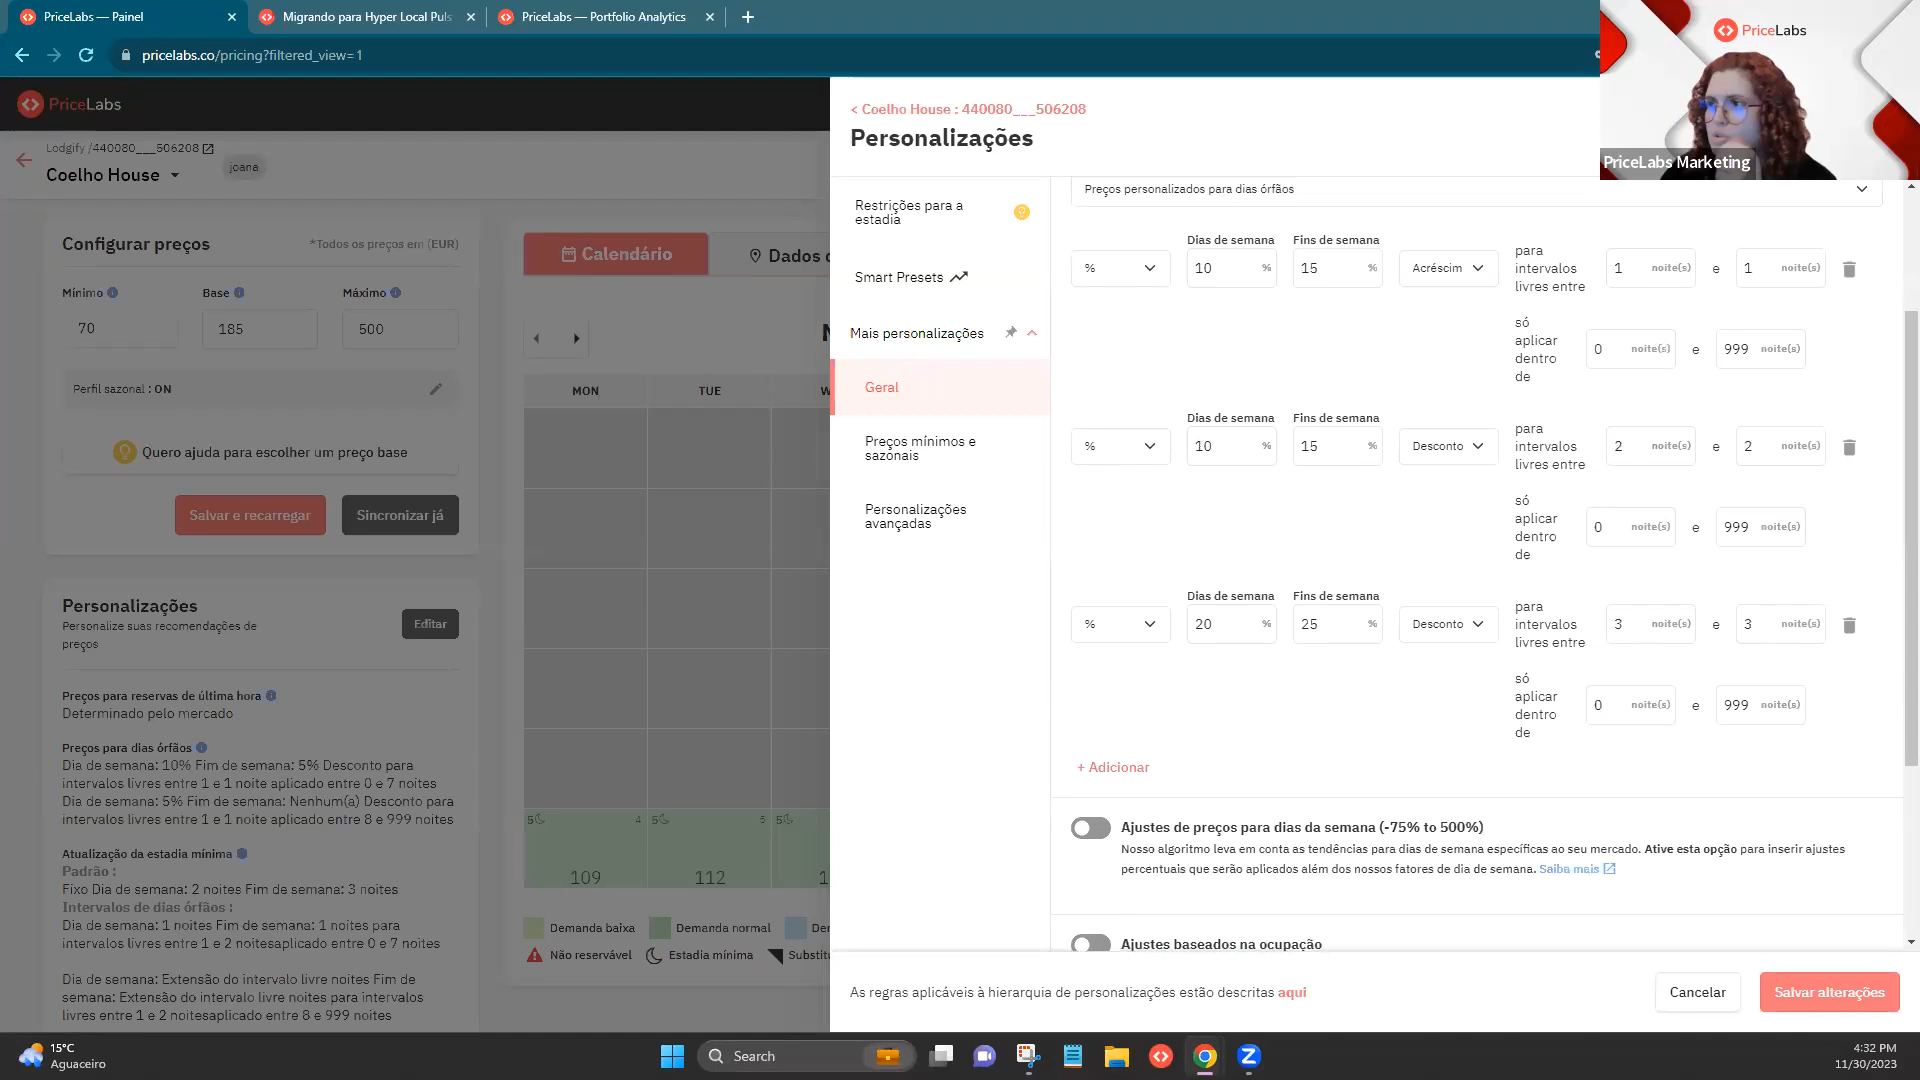 PriceLabs — Painel
Migrando para Hyper Local Puls
PriceLabs — Portfolio Analytics
pricelabs.co/pricing?filtered_view=1
PriceLabs
PriceLabs Marketing
PriceLabs
Lodgify /440080___506208
Coelho House
joana
Configurar preços
*Todos os preços em (EUR)
Mínimo
Base
Máximo
70
185
500
Perfil sazonal : ON
Quero ajuda para escolher um preço base
Salvar e recarregar
Sincronizar já
Personalizações
Personalize suas recomendações de
preços
Editar
Preços para reservas de última hora
Determinado pelo mercado
Preços para dias órfãos
Dia de semana: 10% Fim de semana: 5% Desconto para
intervalos livres entre 1 e 1 noite aplicado entre 0 e 7 noites
Dia de semana: 5% Fim de semana: Nenhum(a) Desconto para
intervalos livres entre 1 e 1 noite aplicado entre 8 e 999 noites
Atualização da estadia mínima
Padrão :
Fixo Dia de semana: 2 noites Fim de semana: 3 noites
Intervalos de dias órfãos :
Dia de semana: 1 noites Fim de semana: 1 noites para
intervalos livres entre 1 e 2 noitesaplicado entre 0 e 7 noites
Dia de semana: Extensão do intervalo livre noites Fim de
semana: Extensão do intervalo livre noites para intervalos
livres entre 1 e 2 noitesaplicado entre 8 e 999 noites
Calendário
Dados
MON
TUE
5
4
5
5
5
109
112
Demanda baixa
Demanda normal
Não reservável
Estadia mínima
< Coelho House : 440080___506208
Personalizações
Restrições para a
estadia
Smart Presets
Mais personalizações
Geral
Preços mínimos e
sazonais
Personalizações
avançadas
Preços personalizados para dias órfãos
Dias de semana
Fins de semana
%
10 %
15 %
Acréscim
para
intervalos
livres entre
1 noite(s) e 1 noite(s)
só
aplicar
dentro
de
0 noite(s) e 999 noite(s)
Dias de semana
Fins de semana
%
10 %
15 %
Desconto
para
intervalos
livres entre
2 noite(s) e 2 noite(s)
só
aplicar
dentro
de
0 noite(s) e 999 noite(s)
Dias de semana
Fins de semana
%
20 %
25 %
Desconto
para
intervalos
livres entre
3 noite(s) e 3 noite(s)
só
aplicar
dentro
de
0 noite(s) e 999 noite(s)
+ Adicionar
Ajustes de preços para dias da semana (-75% to 500%)
Nosso algoritmo leva em conta as tendências para dias de semana específicas ao seu mercado. Ative esta opção para inserir ajustes
percentuais que serão aplicados além dos nossos fatores de dia de semana. Saiba mais
Ajustes baseados na ocupação
As regras aplicáveis à hierarquia de personalizações estão descritas aqui
Cancelar
Salvar alterações
15°C
Aguaceiro
Search
4:32 PM
11/30/2023